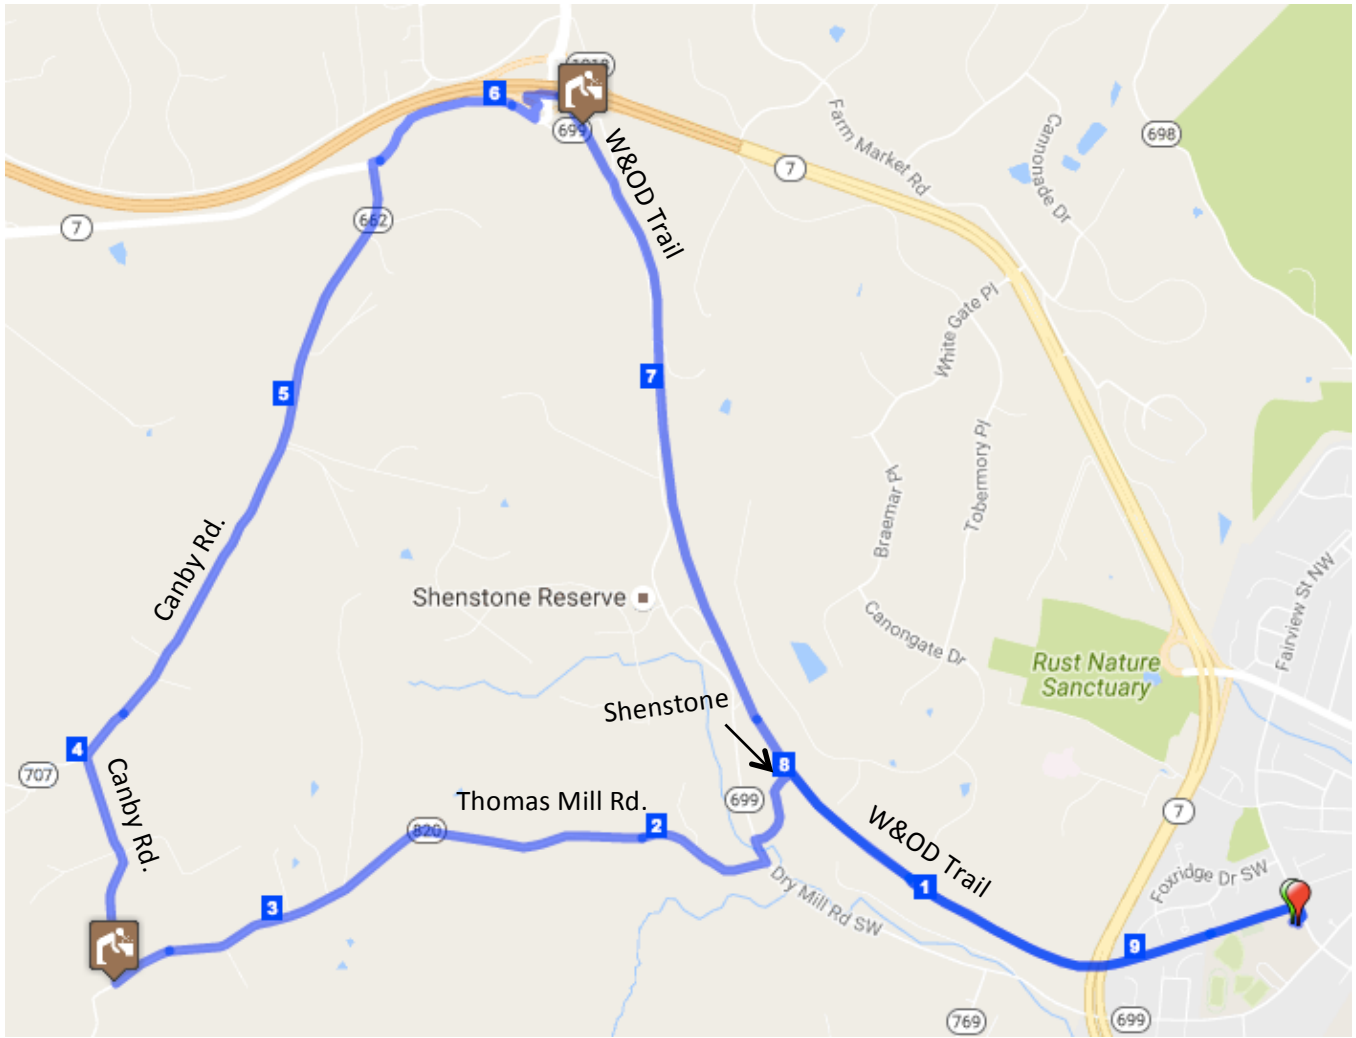 1018
6
699
W&OD Trail
Farm Market Rd
Cannonade Dr
698
7
662
7
White Gate Pl
7
5
Tobermory Pl
Braemar Pl
Canby Rd.
Shenstone Reserve
Canongate Dr
Fairview St NW
Rust Nature
Sanctuary
Shenstone
4
707
8
Canby Rd.
699
Thomas Mill Rd.
820
2
7
W&OD Trail
Dry Mill Rd SW
1
Foxridge Dr SW
3
9
769
699